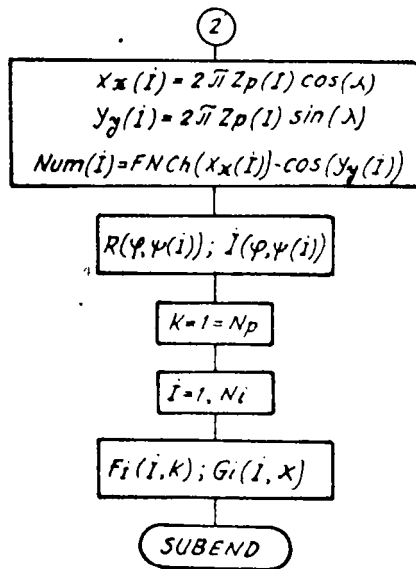 2
Xx(i) = 2π Zp(I) cos(λ)
Yy(i) = 2π Zp(I) sin(λ)
Num(i) = FNCh(Xx(i)) - cos(Yy(i))
R(φ,ψ(i)); I(φ,ψ(i))
K = 1 = Np
İ = 1, Ni
Fi(İ,K); Gi(İ,X)
SUBEND